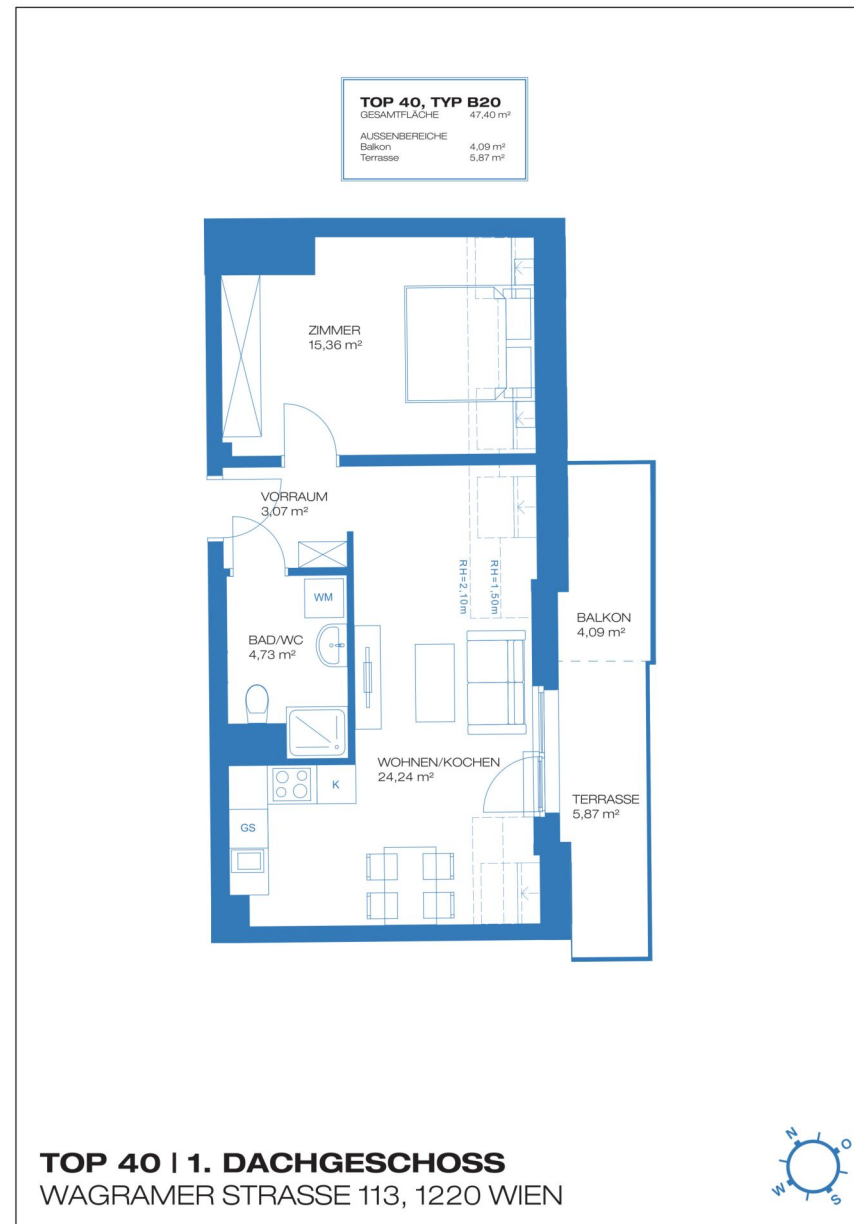 TOP 40, TYP B20
GESAMTFLÄCHE 47,40 m²
AUSSENBEREICHE
Balkon 4,09 m²
Terrasse 5,87 m²
ZIMMER
15,36 m²
VORRAUM
3,07 m²
RH=2,10m
RH=1,50m
WM
BAD/WC
4,73 m²
BALKON
4,09 m²
WOHNEN/KOCHEN
24,24 m²
K
GS
TERRASSE
5,87 m²
TOP 40 | 1. DACHGESCHOSS
WAGRAMER STRASSE 113, 1220 WIEN
N
O
W
S